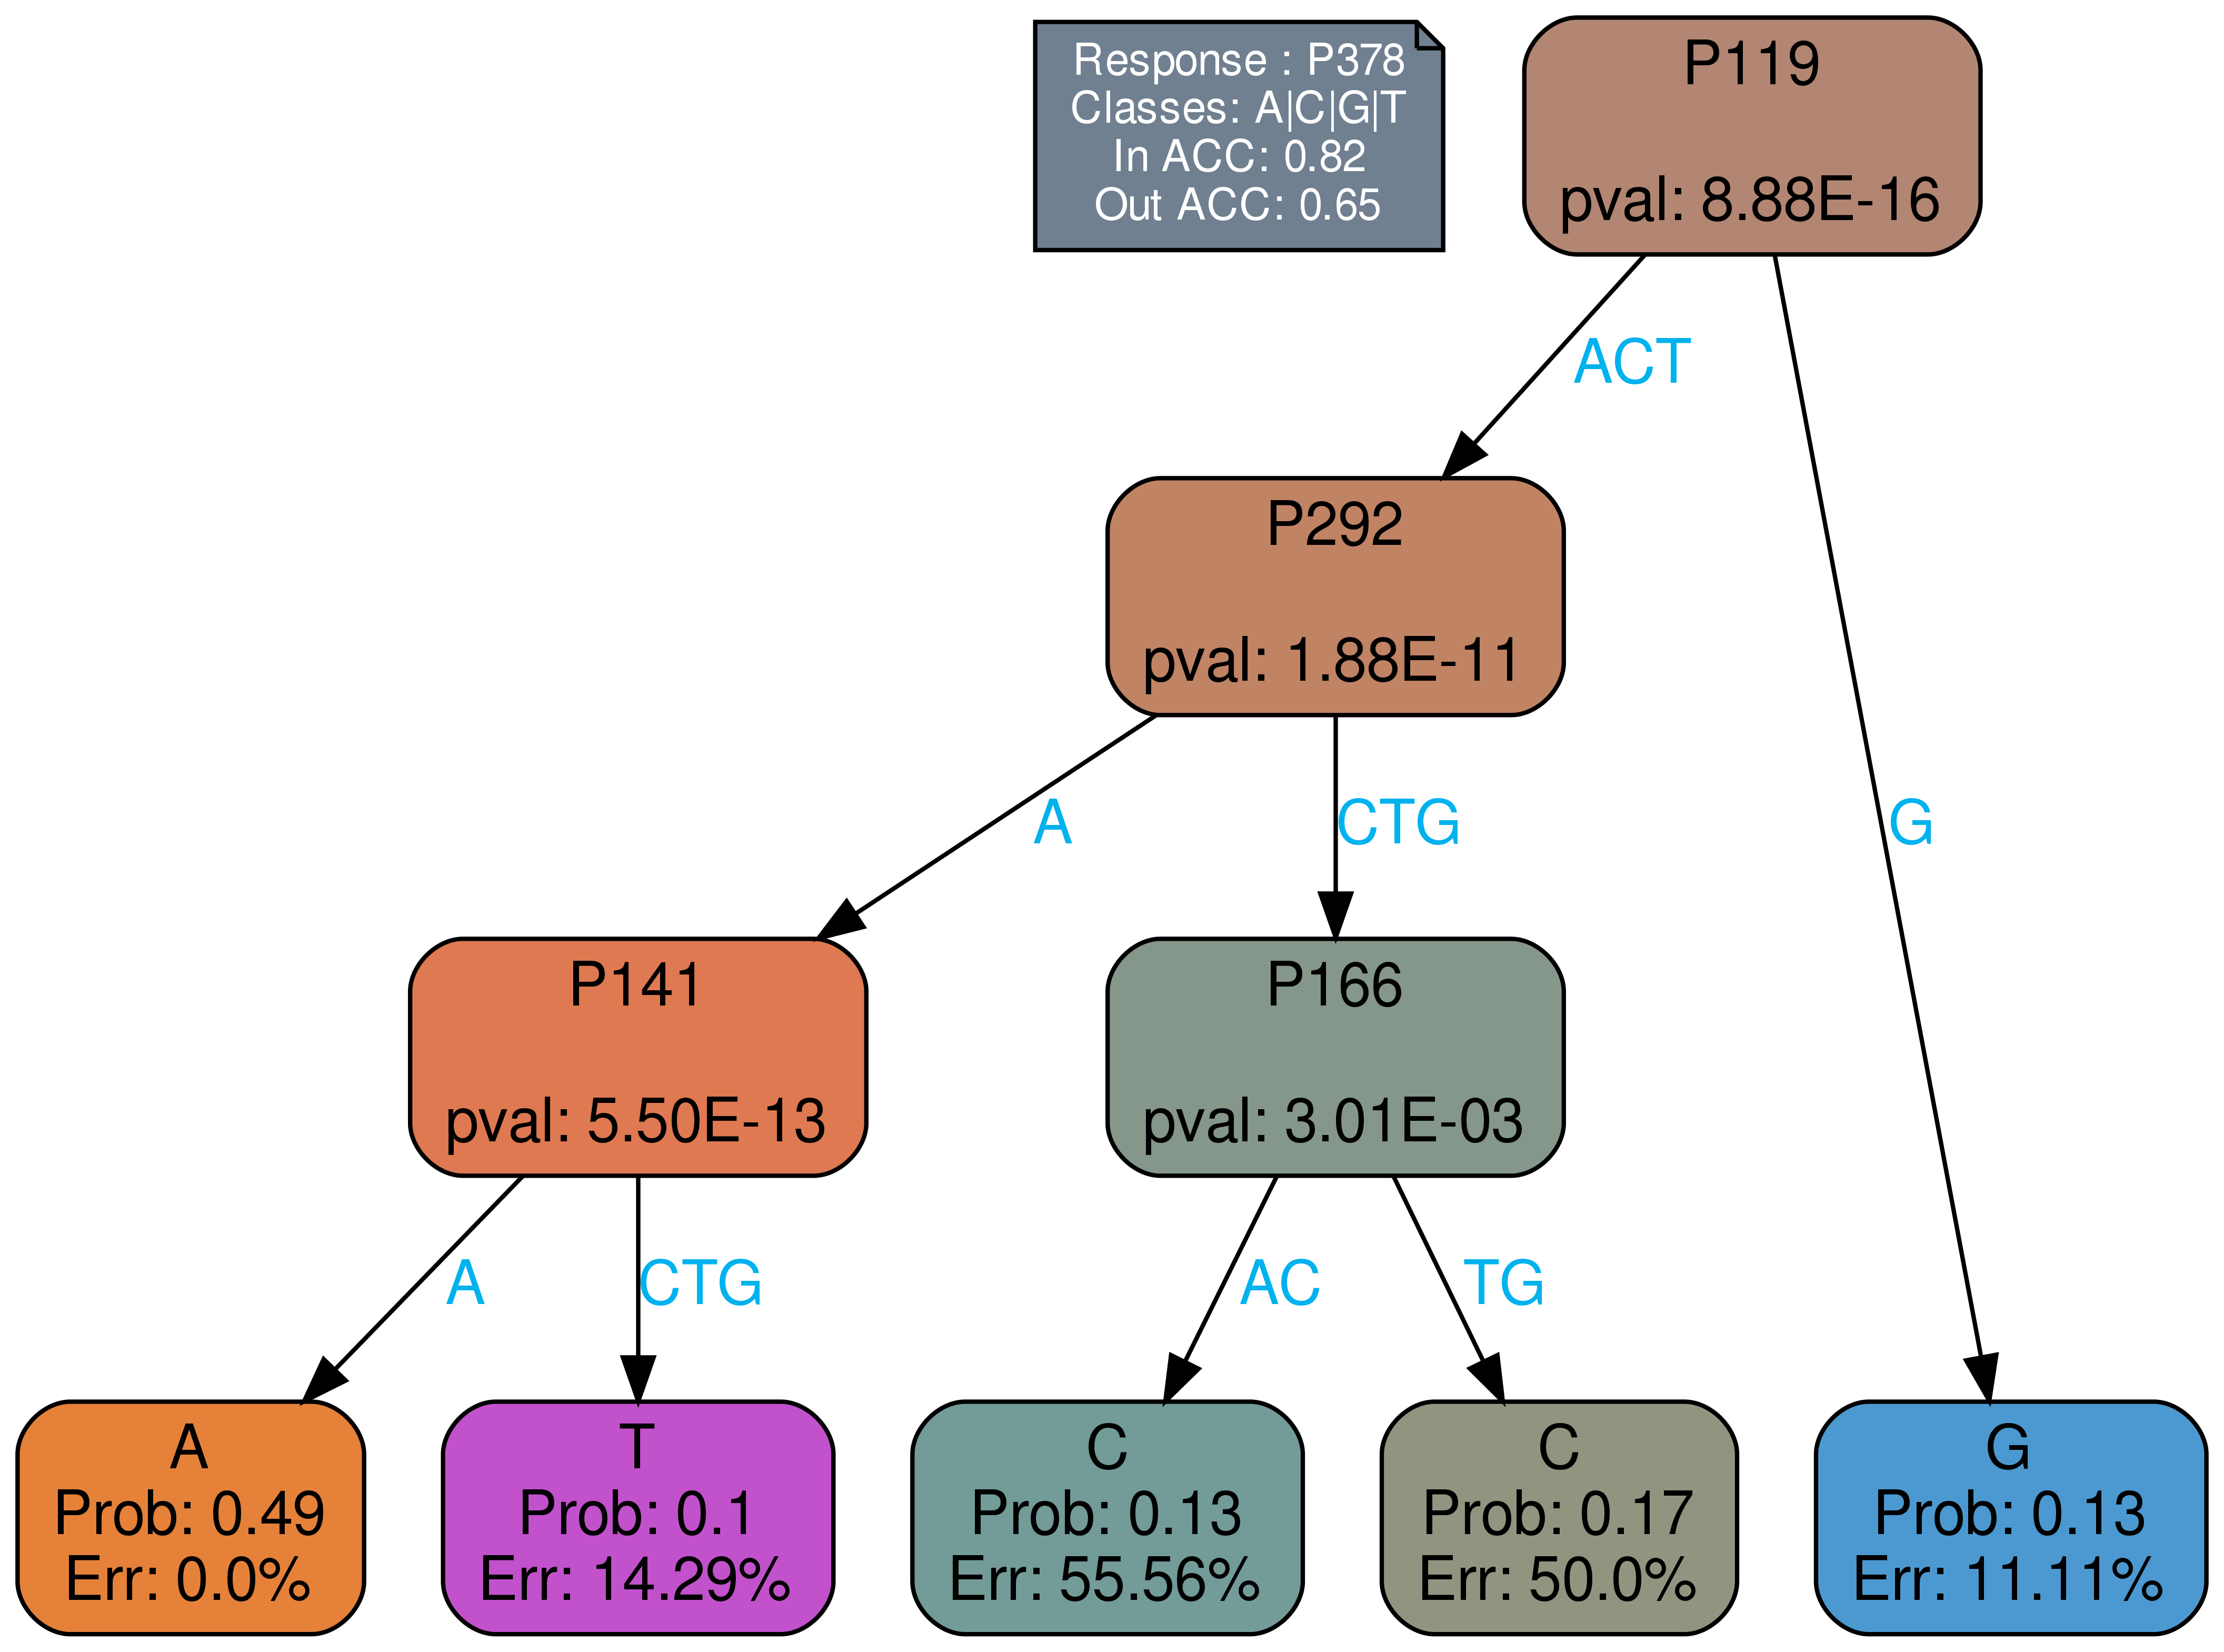 Response : P378
Classes: A|C|G|T
In ACC: 0.82
Out ACC: 0.65
P119
pval: 8.88E-16
ACT
P292
pval: 1.88E-11
A
CTG
G
P141
pval: 5.50E-13
P166
pval: 3.01E-03
A
CTG
AC
TG
A
Prob: 0.49
Err: 0.0%
T
Prob: 0.1
Err: 14.29%
C
Prob: 0.13
Err: 55.56%
C
Prob: 0.17
Err: 50.0%
G
Prob: 0.13
Err: 11.11%